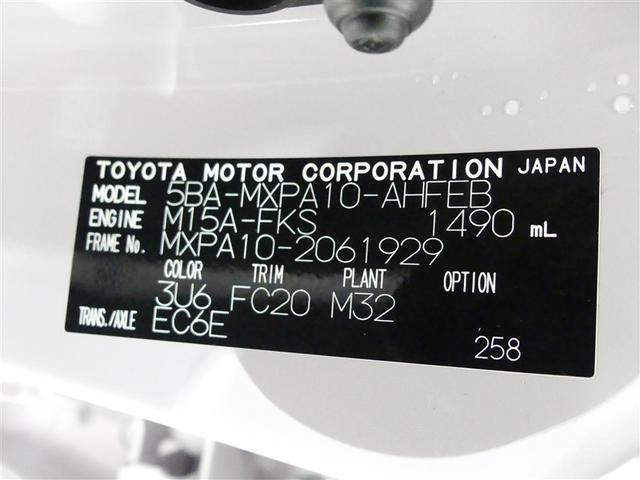 TOYOTA MOTOR CORPORATION JAPAN
MODEL 5BA-MXPA10-AHFEB
ENGINE M15A-FKS 1490 mL
FRAME No. MXPA10-2061929
COLOR TRIM PLANT OPTION
3U6 FC20 M32
TRANS./AXLE EC6E
258